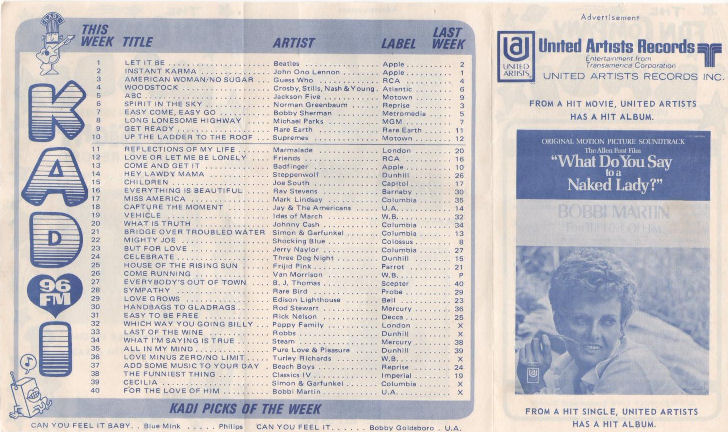 THIS WEEK TITLE ARTIST LABEL LAST WEEK
1 LET IT BE Beatles Apple 2
2 INSTANT KARMA John Ono Lennon Apple 1
3 AMERICAN WOMAN/NO SUGAR Guess Who RCA 4
4 WOODSTOCK Crosby, Stills, Nash & Young Atlantic 6
5 ABC Jackson Five Motown 9
6 SPIRIT IN THE SKY Norman Greenbaum Reprise 3
7 EASY COME, EASY GO Bobby Sherman Metromedia 5
8 LONG LONESOME HIGHWAY Michael Parks MGM 7
9 GET READY Rare Earth Rare Earth 11
10 UP THE LADDER TO THE ROOF Supremes Motown 12
11 REFLECTIONS OF MY LIFE Marmalade London 20
12 LOVE OR LET ME BE LONELY Friends RCA 16
13 COME AND GET IT Badfinger Apple 10
14 HEY LAWDY MAMA Steppenwolf Dunhill 26
15 CHILDREN Joe South Capitol 17
16 EVERYTHING IS BEAUTIFUL Ray Stevens Barnaby 30
17 MISS AMERICA Mark Lindsay Columbia 35
18 CAPTURE THE MOMENT Jay & The Americans U.A. 14
19 VEHICLE Ides of March W.B. 32
20 WHAT IS TRUTH Johnny Cash Columbia 34
21 BRIDGE OVER TROUBLED WATER Simon & Garfunkel Columbia 13
22 MIGHTY JOE Shocking Blue Colossus 8
23 BUT FOR LOVE Jerry Naylor Columbia 27
24 CELEBRATE Three Dog Night Dunhill 15
25 HOUSE OF THE RISING SUN Frijid Pink Parrot 21
26 COME RUNNING Van Morrison W.B. P
27 EVERYBODY'S OUT OF TOWN B. J. Thomas Scepter 40
28 SYMPATHY Rare Bird Probe 29
29 LOVE GROWS Edison Lighthouse Bell 23
30 HANDBAGS TO GLADRAGS Rod Stewart Mercury 36
31 EASY TO BE FREE Rick Nelson Decca 25
32 WHICH WAY YOU GOING BILLY Poppy Family London X
33 LAST OF THE WINE Robbs Dunhill X
34 WHAT I'M SAYING IS TRUE Steam Mercury 38
35 ALL IN MY MIND Pure Love & Pleasure Dunhill 39
36 LOVE MINUS ZERO/NO LIMIT Turley Richards W.B. X
37 ADD SOME MUSIC TO YOUR DAY Beach Boys Reprise 24
38 THE FUNNIEST THING Classics IV Imperial 19
39 CECILIA Simon & Garfunkel Columbia X
40 FOR THE LOVE OF HIM Bobbi Martin U.A. X
KADI PICKS OF THE WEEK
CAN YOU FEEL IT BABY Blue Mink Philips CAN YOU FEEL IT Bobby Goldsboro U.A.
KADI
96 FM
Advertisement
UNITED ARTISTS
United Artists Records
Entertainment from
Transamerica Corporation
UNITED ARTISTS RECORDS INC.
FROM A HIT MOVIE, UNITED ARTISTS
HAS A HIT ALBUM.
ORIGINAL MOTION PICTURE SOUNDTRACK
The Allen Funt Film
"What Do You Say
to a
Naked Lady?"
BOBBI MARTIN
FROM A HIT SINGLE, UNITED ARTISTS
HAS A HIT ALBUM.